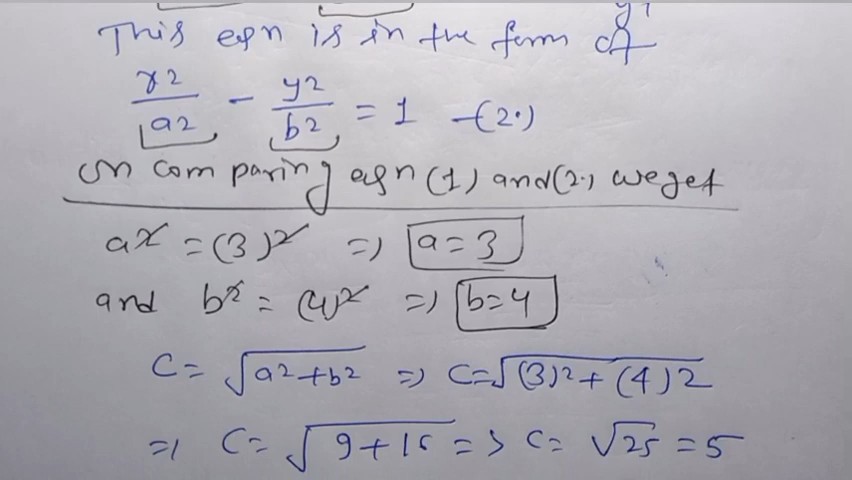 This eqn is in the form of
x2/a2 - y2/b2 = 1 -(2.)
on comparing eqn (1) and (2.) we get
a2 = (3)2 => a=3
and b2 = (4)2 => b=4
C= √a2+b2 => C=√(3)2+(4)2
=> C= √9+16 => C= √25 = 5